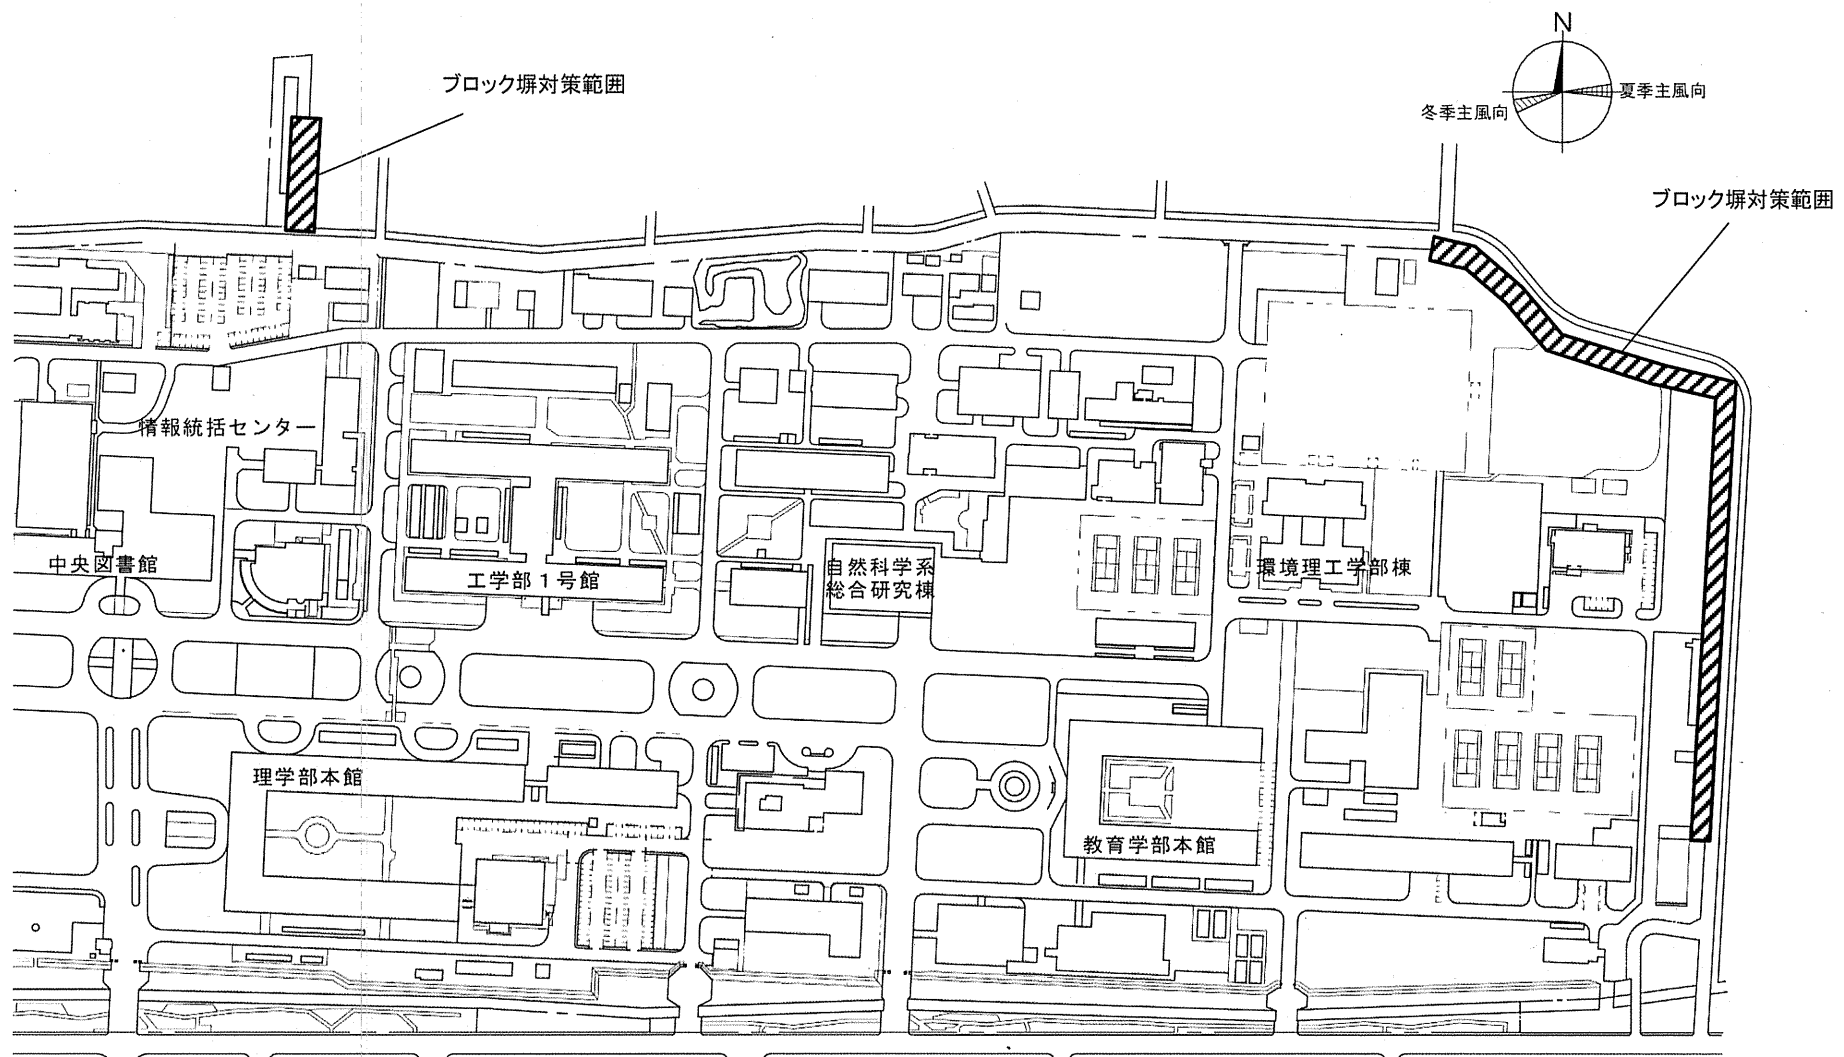 N
ブロック塀対策範囲
夏季主風向
冬季主風向
ブロック塀対策範囲
情報統括センター
中央図書館
工学部1号館
自然科学系
総合研究棟
環境理工学部棟
理学部本館
教育学部本館